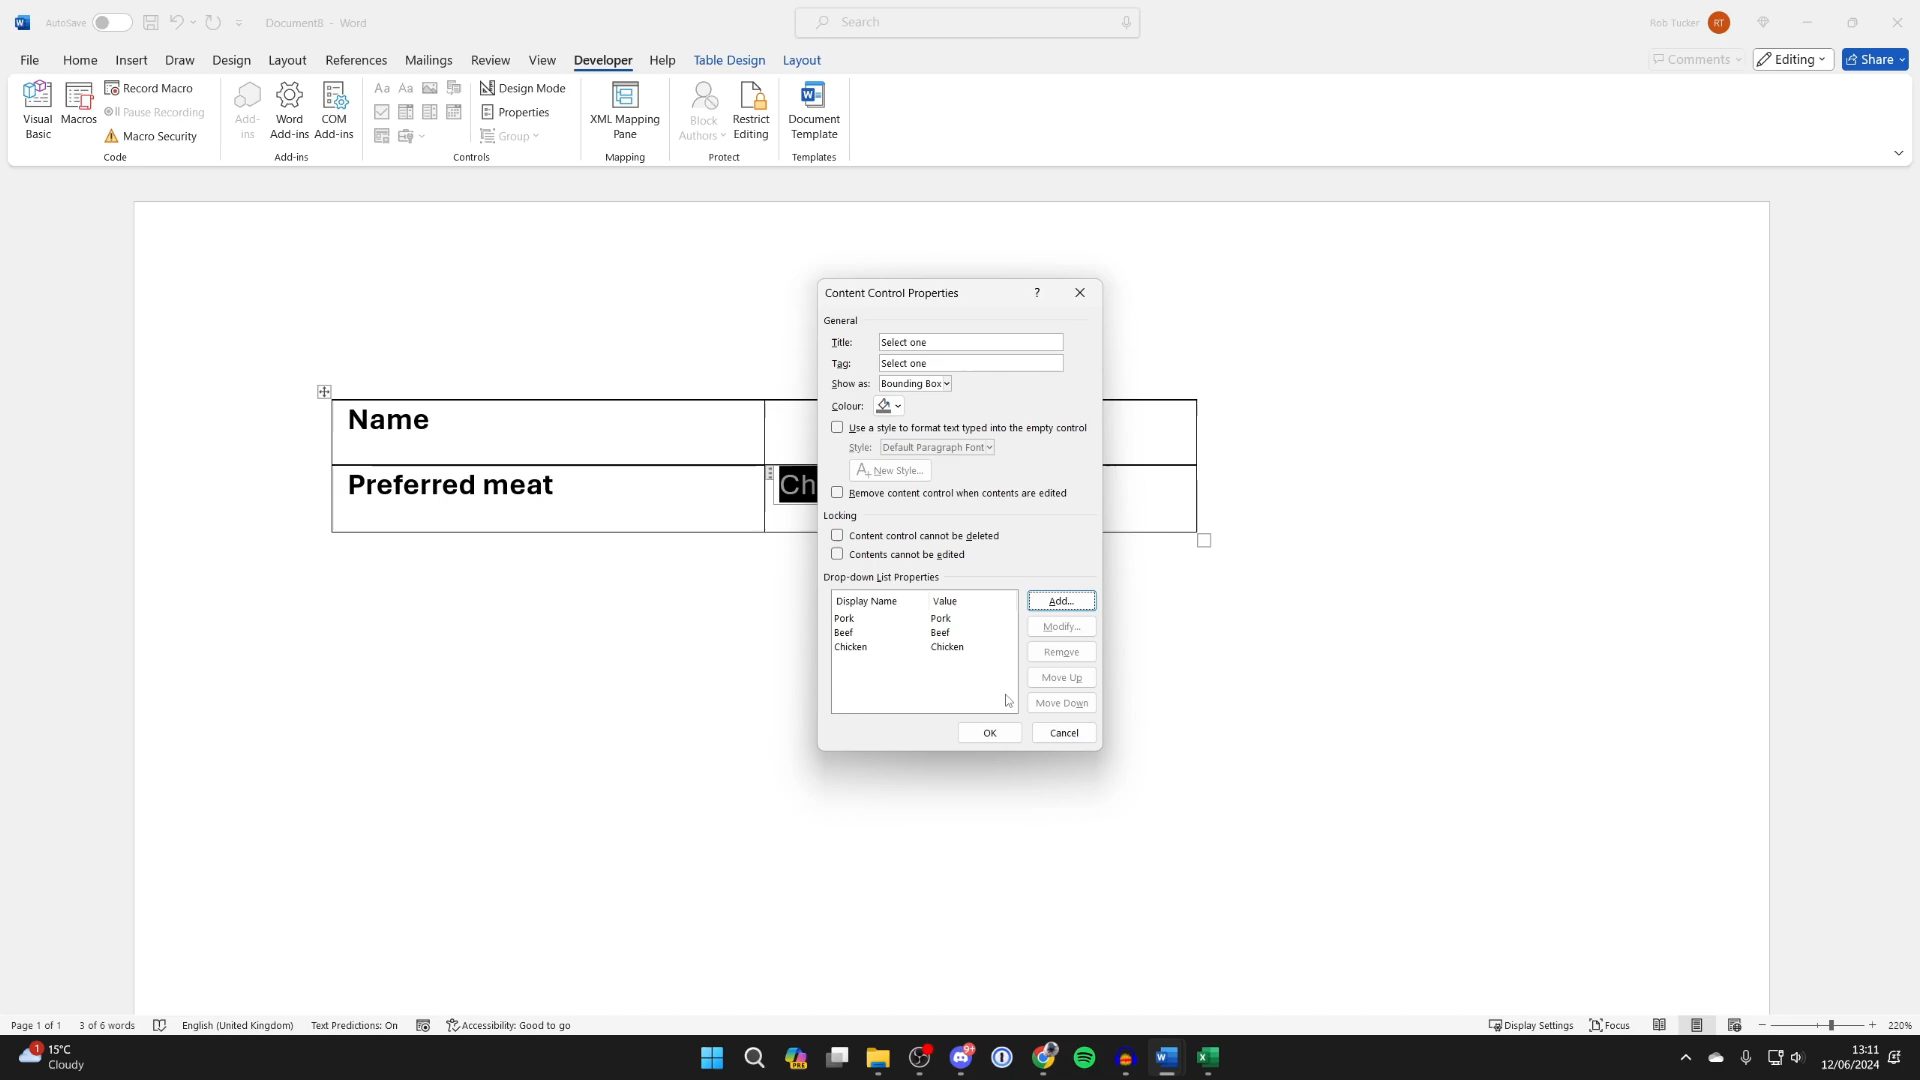 AutoSave
Document8 - Word
Search
Rob Tucker
RT
File
Home
Insert
Draw
Design
Layout
References
Mailings
Review
View
Developer
Help
Table Design
Layout
Comments
Editing
Share
Visual
Basic
Macros
Record Macro
Pause Recording
Macro Security
Code
Add-
ins
Word
Add-ins
COM
Add-ins
Add-ins
Aa
Aa
Design Mode
Properties
Group
Controls
XML Mapping
Pane
Mapping
Block
Authors
Restrict
Editing
Protect
Document
Template
Templates
Name
Preferred meat
Ch
Content Control Properties
?
General
Title:
Select one
Tag:
Select one
Show as:
Bounding Box
Colour:
Use a style to format text typed into the empty control
Style:
Default Paragraph Font
New Style...
Remove content control when contents are edited
Locking
Content control cannot be deleted
Contents cannot be edited
Drop-down List Properties
Display Name Value
Pork Pork
Beef Beef
Chicken Chicken
Add...
Modify...
Remove
Move Up
Move Down
OK
Cancel
Page 1 of 1
3 of 6 words
English (United Kingdom)
Text Predictions: On
Accessibility: Good to go
Display Settings
Focus
220%
1
15°C
Cloudy
PRE
9+
13:11
12/06/2024